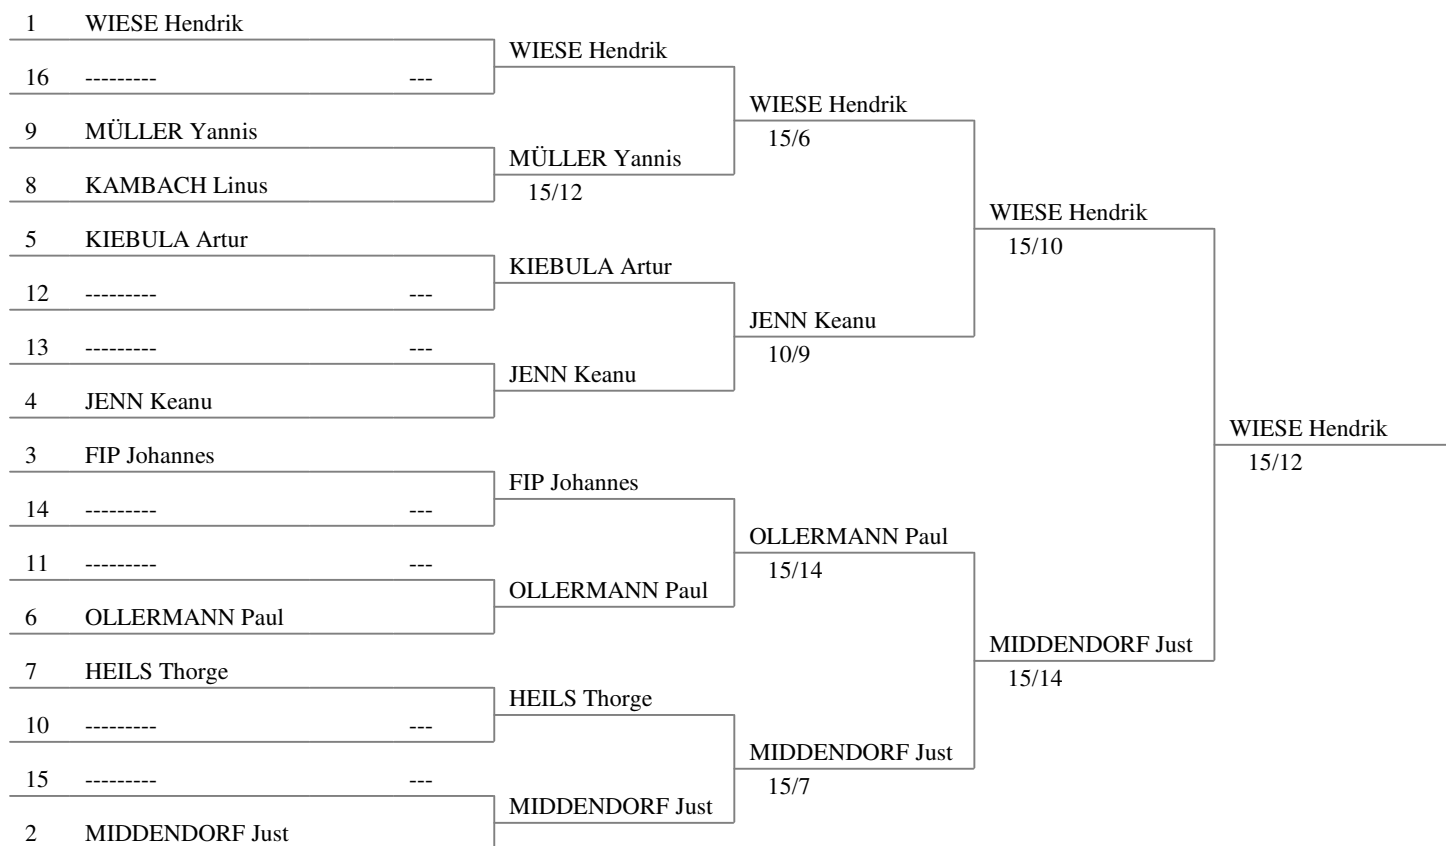 1 WIESE Hendrik
16 --------- ---
9 MÜLLER Yannis
8 KAMBACH Linus
5 KIEBULA Artur
12 --------- ---
13 --------- ---
4 JENN Keanu
3 FIP Johannes
14 --------- ---
11 --------- ---
6 OLLERMANN Paul
7 HEILS Thorge
10 --------- ---
15 --------- ---
2 MIDDENDORF Just
WIESE Hendrik
MÜLLER Yannis
15/12
KIEBULA Artur
JENN Keanu
FIP Johannes
OLLERMANN Paul
HEILS Thorge
MIDDENDORF Just
WIESE Hendrik
15/6
JENN Keanu
10/9
OLLERMANN Paul
15/14
MIDDENDORF Just
15/7
WIESE Hendrik
15/10
MIDDENDORF Just
15/14
WIESE Hendrik
15/12